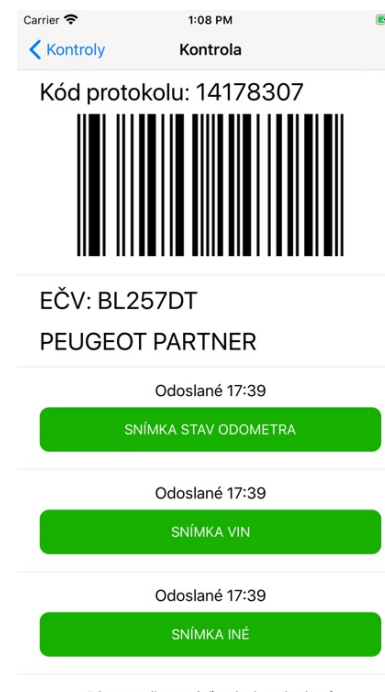 Carrier 1:08 PM
Kontroly Kontrola
Kód protokolu: 14178307
EČV: BL257DT
PEUGEOT PARTNER
Odoslané 17:39
SNÍMKA STAV ODOMETRA
Odoslané 17:39
SNÍMKA VIN
Odoslané 17:39
SNÍMKA INÉ